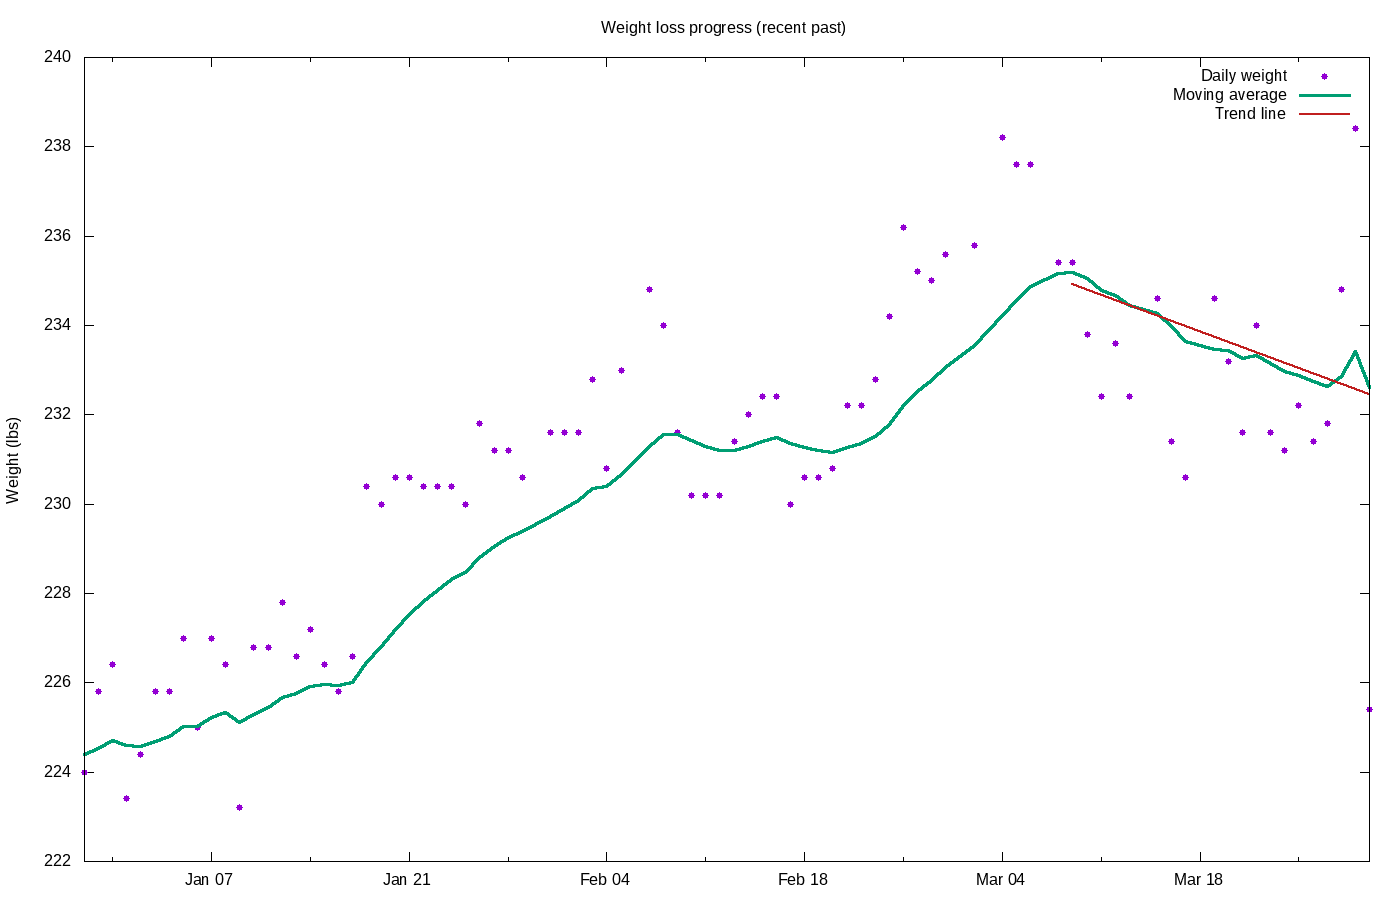 Weight loss progress (recent past)
240
238
236
234
232
230
228
226
224
222
Weight (lbs)
Daily weight
Moving average
Trend line
Jan 07
Jan 21
Feb 04
Feb 18
Mar 04
Mar 18